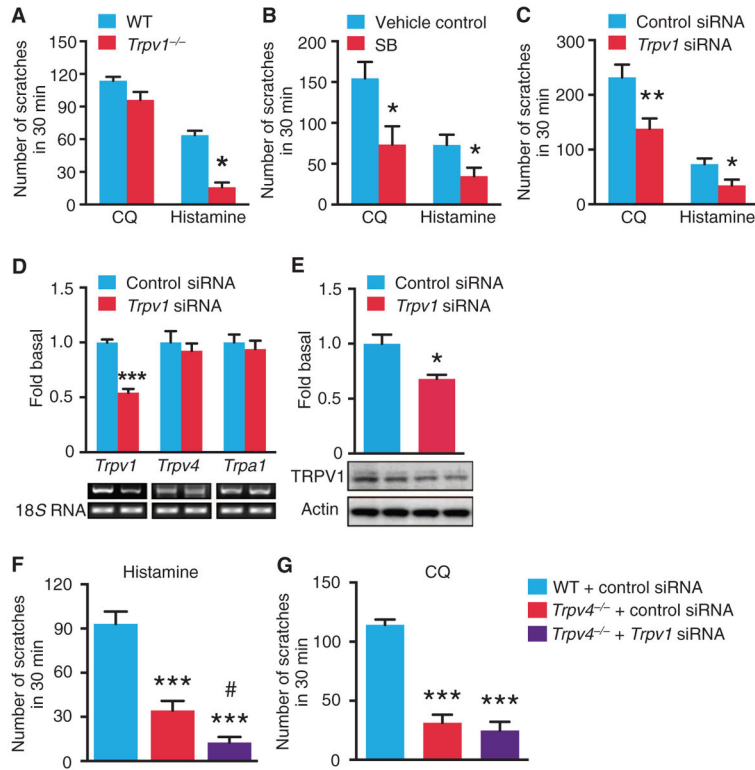 A
WT
Trpv1−/−
Number of scratches
in 30 min
150
120
90
60
30
0
*
CQ
Histamine
B
Vehicle control
SB
Number of scratches
in 30 min
200
150
100
50
0
*
*
CQ
Histamine
C
Control siRNA
Trpv1 siRNA
Number of scratches
in 30 min
300
200
100
0
**
*
CQ
Histamine
D
Control siRNA
Trpv1 siRNA
Fold basal
1.5
1.0
0.5
0
***
Trpv1
Trpv4
Trpa1
18S RNA
E
Control siRNA
Trpv1 siRNA
Fold basal
1.5
1.0
0.5
0
*
TRPV1
Actin
F
Histamine
Number of scratches
in 30 min
120
90
60
30
0
***
#
***
G
CQ
Number of scratches
in 30 min
150
100
50
0
***
***
WT + control siRNA
Trpv4−/− + control siRNA
Trpv4−/− + Trpv1 siRNA